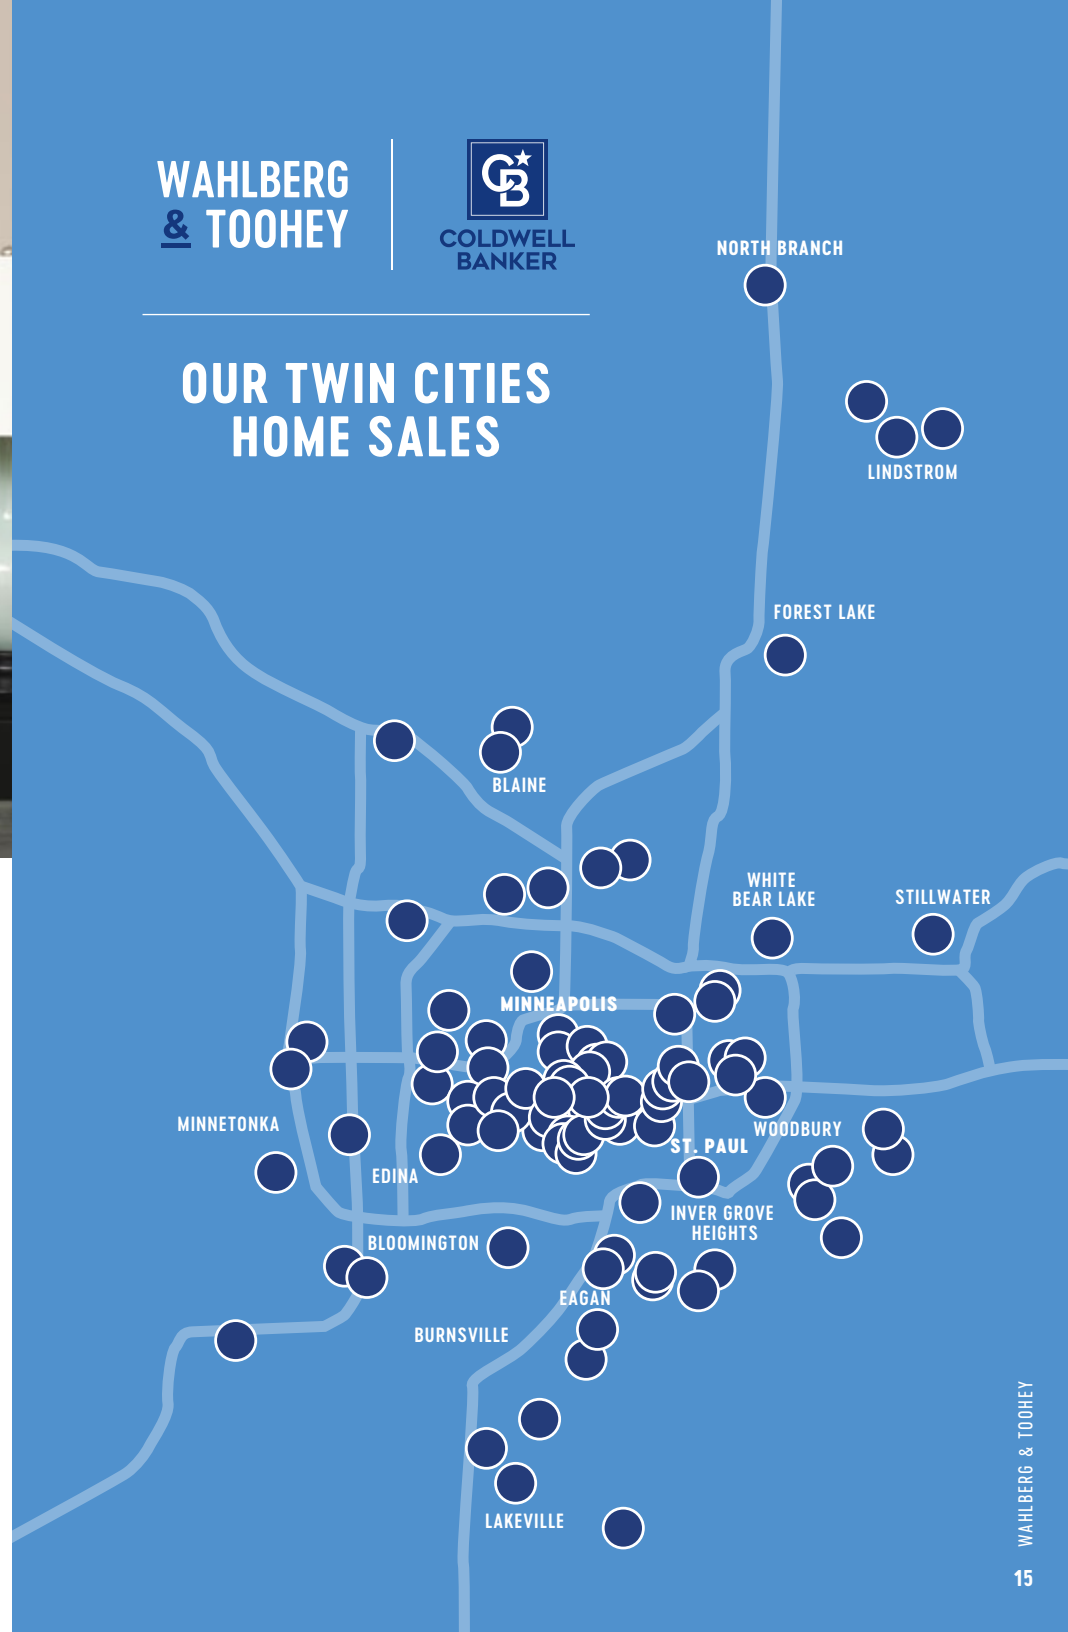 WAHLBERG
& TOOHEY
CB
COLDWELL
BANKER
OUR TWIN CITIES
HOME SALES
NORTH BRANCH
LINDSTROM
FOREST LAKE
BLAINE
WHITE
BEAR LAKE
STILLWATER
MINNEAPOLIS
MINNETONKA
WOODBURY
ST. PAUL
EDINA
INVER GROVE
HEIGHTS
BLOOMINGTON
EAGAN
BURNSVILLE
LAKEVILLE
WAHLBERG & TOOHEY
15